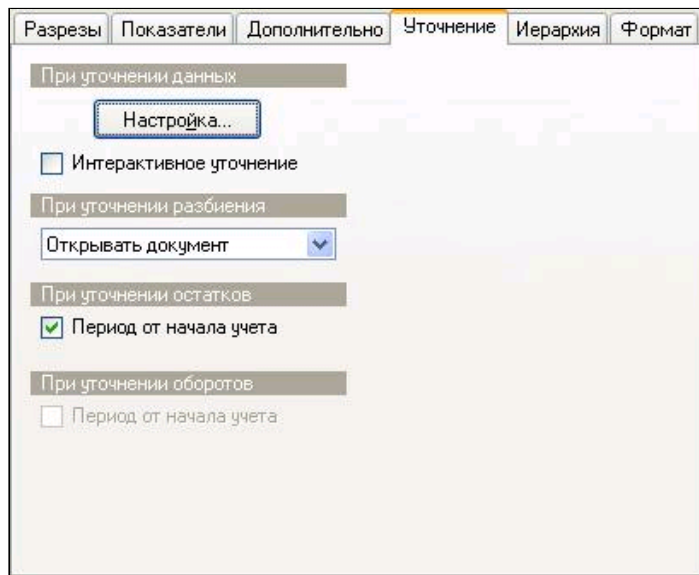 Разрезы Показатели Дополнительно Уточнение Иерархия Формат
При уточнении данных
Настройка...
Интерактивное уточнение
При уточнении разбиения
Открывать документ
При уточнении остатков
Период от начала учета
При уточнении оборотов
Период от начала учета